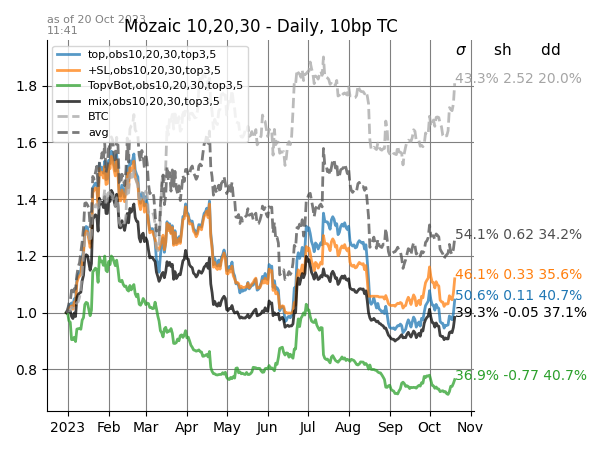 as of 20 Oct 2023
11:41
Mozaic 10,20,30 - Daily, 10bp TC
σ sh dd
top,obs10,20,30,top3,5
+SL,obs10,20,30,top3,5
TopvBot,obs10,20,30,top3,5
mix,obs10,20,30,top3,5
BTC
avg
43.3% 2.52 20.0%
54.1% 0.62 34.2%
46.1% 0.33 35.6%
50.6% 0.11 40.7%
39.3% -0.05 37.1%
36.9% -0.77 40.7%
1.8
1.6
1.4
1.2
1.0
0.8
2023 Feb Mar Apr May Jun Jul Aug Sep Oct Nov